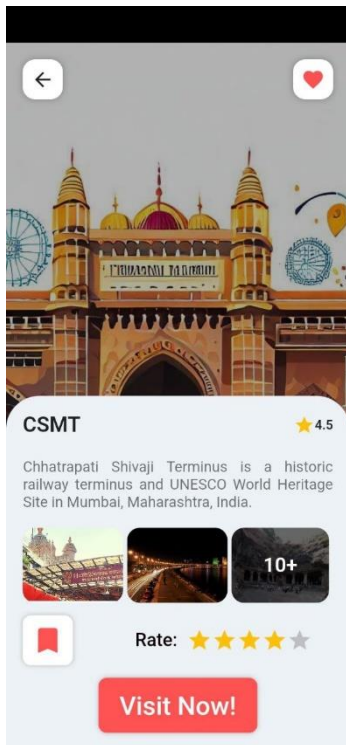 CSMT
4.5
Chhatrapati Shivaji Terminus is a historic
railway terminus and UNESCO World Heritage
Site in Mumbai, Maharashtra, India.
10+
Rate:
Visit Now!